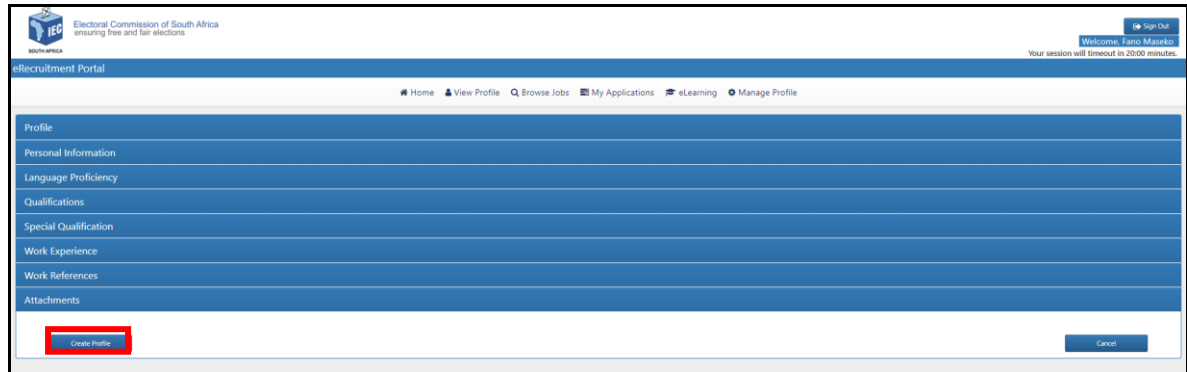 IEC
SOUTH AFRICA
Electoral Commission of South Africa
ensuring free and fair elections
Sign Out
Welcome, Fano Maseko
Your session will timeout in 20:00 minutes.
eRecruitment Portal
Home View Profile Browse Jobs My Applications eLearning Manage Profile
Profile
Personal Information
Language Proficiency
Qualifications
Special Qualification
Work Experience
Work References
Attachments
Create Profile Cancel